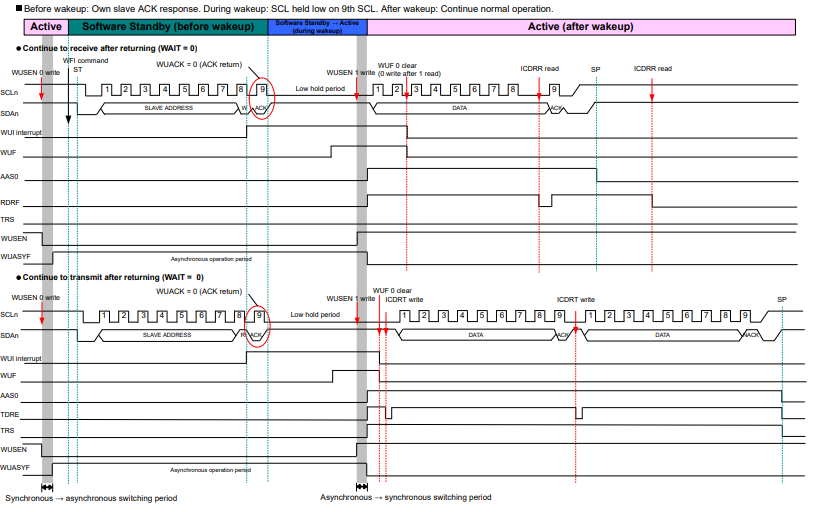 ■ Before wakeup: Own slave ACK response. During wakeup: SCL held low on 9th SCL. After wakeup: Continue normal operation.
Active
Software Standby (before wakeup)
Software Standby → Active
(during wakeup)
Active (after wakeup)
● Continue to receive after returning (WAIT = 0)
WFI command
WUSEN 0 write
ST
WUACK = 0 (ACK return)
WUSEN 1 write
WUF 0 clear
(0 write after 1 read)
ICDRR read
SP
ICDRR read
SCLn
1 2 3 4 5 6 7 8 9
Low hold period
1 2 3 4 5 6 7 8 9
SDAn
SLAVE ADDRESS
W
ACK
DATA
ACK
WUI interrupt
WUF
AAS0
RDRF
TRS
WUSEN
WUASYF
Asynchronous operation period
● Continue to transmit after returning (WAIT = 0)
WUSEN 0 write
WUACK = 0 (ACK return)
WUSEN 1 write
WUF 0 clear
ICDRT write
ICDRT write
SP
SCLn
1 2 3 4 5 6 7 8 9
Low hold period
1 2 3 4 5 6 7 8 9
1 2 3 4 5 6 7 8 9
SDAn
SLAVE ADDRESS
R
ACK
DATA
ACK
DATA
NACK
WUI interrupt
WUF
AAS0
TDRE
TRS
WUSEN
WUASYF
Asynchronous operation period
Synchronous → asynchronous switching period
Asynchronous → synchronous switching period